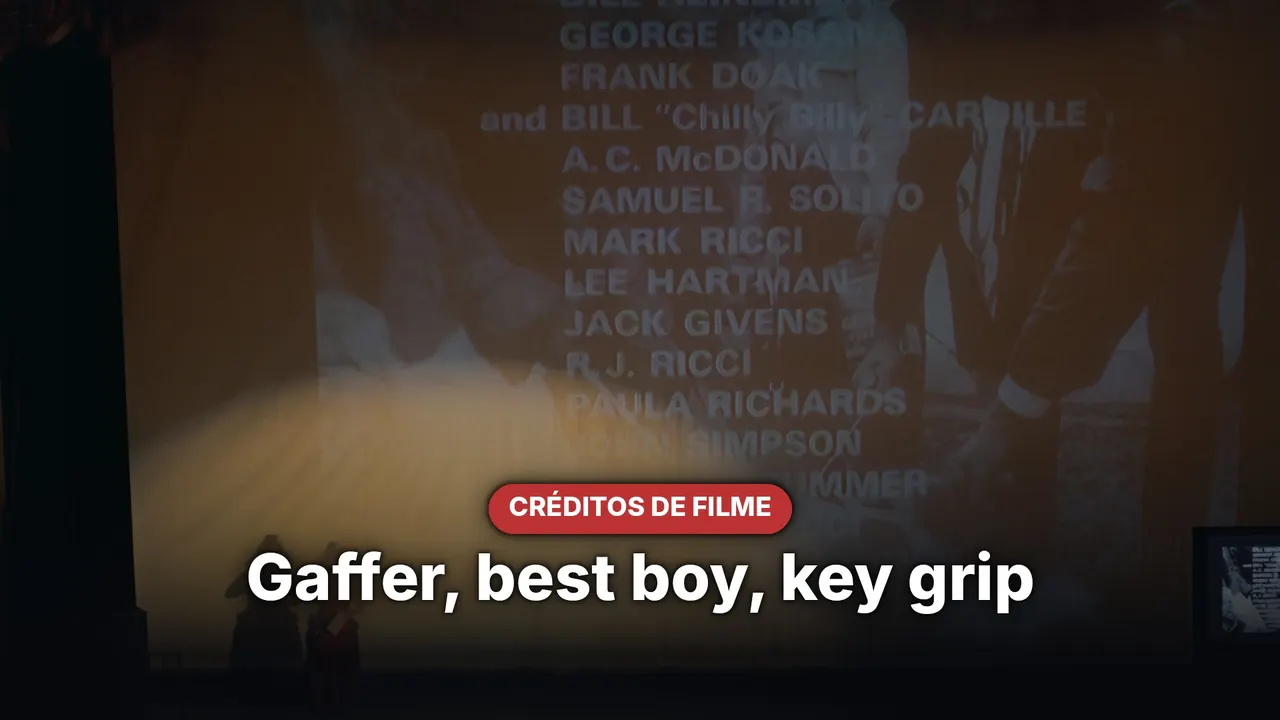 GEORGE KOSANA
FRANK DOAK
and BILL “Chilly Billy” CARDILLE
A. C. McDONALD
SAMUEL R. SOLITO
MARK RICCI
LEE HARTMAN
JACK GIVENS
R. J. RICCI
PAULA RICHARDS
SIMPSON
CRÉDITOS DE FILME
Gaffer, best boy, key grip